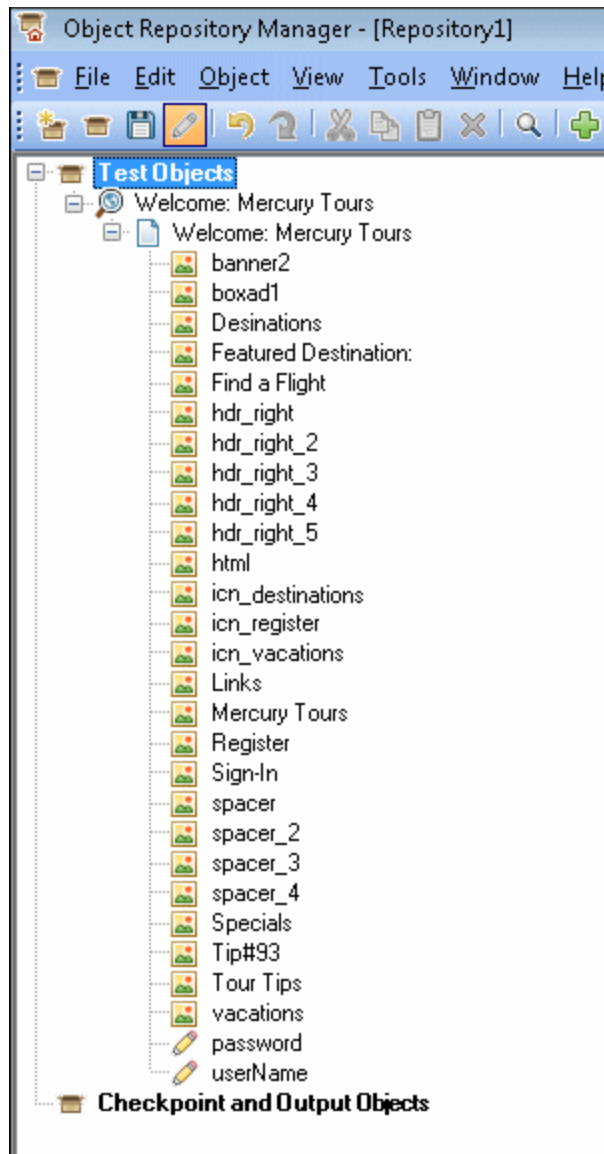 Object Repository Manager - [Repository1]
File Edit Object View Tools Window Help
Test Objects
Welcome: Mercury Tours
Welcome: Mercury Tours
banner2
boxad1
Desinations
Featured Destination:
Find a Flight
hdr_right
hdr_right_2
hdr_right_3
hdr_right_4
hdr_right_5
html
icn_destinations
icn_register
icn_vacations
Links
Mercury Tours
Register
Sign-In
spacer
spacer_2
spacer_3
spacer_4
Specials
Tip#93
Tour Tips
vacations
password
userName
Checkpoint and Output Objects